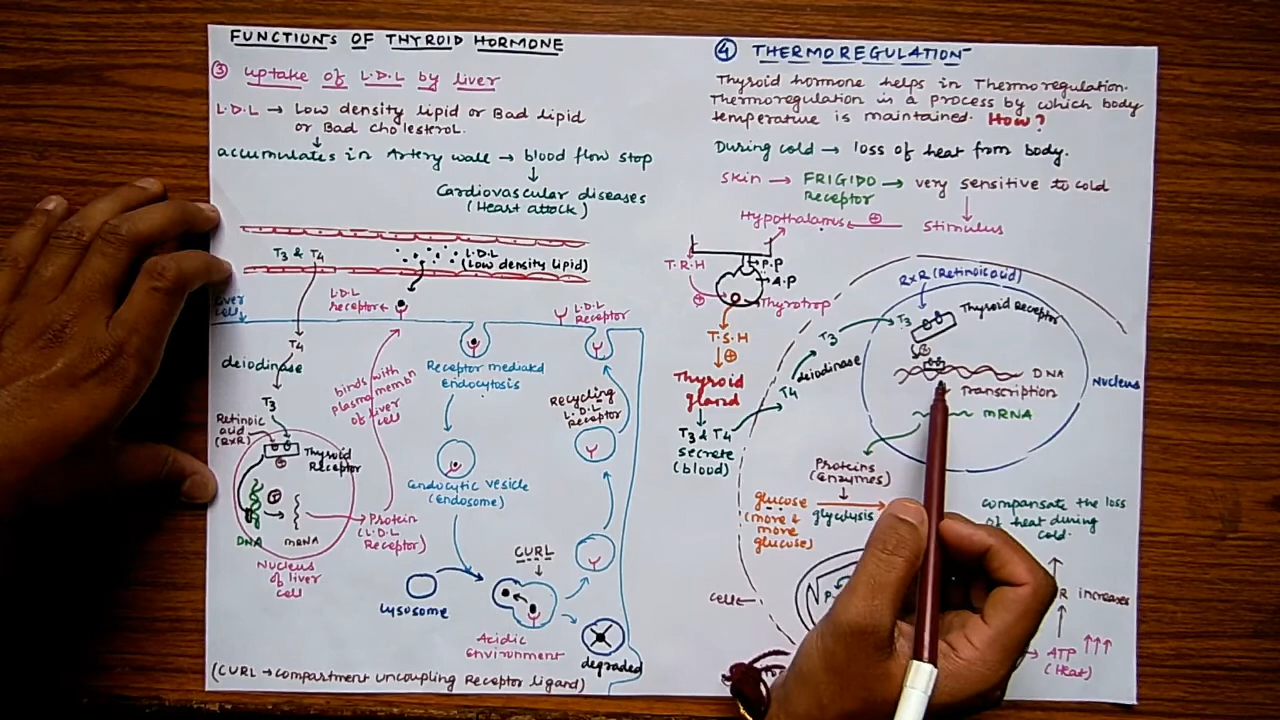 FUNCTIONS OF THYROID HORMONE
③ uptake of L.D.L by liver
L.D.L → Low density lipid or Bad lipid
or Bad cholesterol.
accumulates in Artery wall → blood flow stop
Cardiovascular diseases
(Heart attack)
T3 & T4
L.D.L
(Low density lipid)
liver
cell
L.D.L
receptor
L.D.L
Receptor
T4
deiodinase
T3
Retinoic
acid
(RxR)
Thyroid
Receptor
DNA
mRNA
Nucleus
of liver
cell
Protein
(L.D.L
Receptor)
binds with
plasma membn
of liver
cell
Receptor mediated
Endocytosis
Endocytic vesicle
(Endosome)
Lysosome
CURL
Acidic
environment
Recycling
L.D.L
Receptor
degraded
(CURL → compartment uncoupling Receptor ligand)
④ THERMOREGULATION
Thyroid hormone helps in Thermoregulation.
Thermoregulation is a process by which body
temperature is maintained. How?
During cold → loss of heat from body.
Skin → FRIGIDO → very sensitive to cold
Receptor
Hypothalamus ← ⊕ Stimulus
T.R.H
P.P
A.P
Thyrotrop
T.S.H
Thyroid
gland
T3 & T4
secrete
(blood)
T4
deiodinase
T3
RxR (Retinoic acid)
T3
Thyroid Receptor
DNA
Transcription
mRNA
Nucleus
Proteins
(Enzymes)
glucose
(more &
more
glucose)
glycolysis
compensate the loss
of heat during
cold.
Cell
P
R increases
ATP ↑↑↑
(Heat)